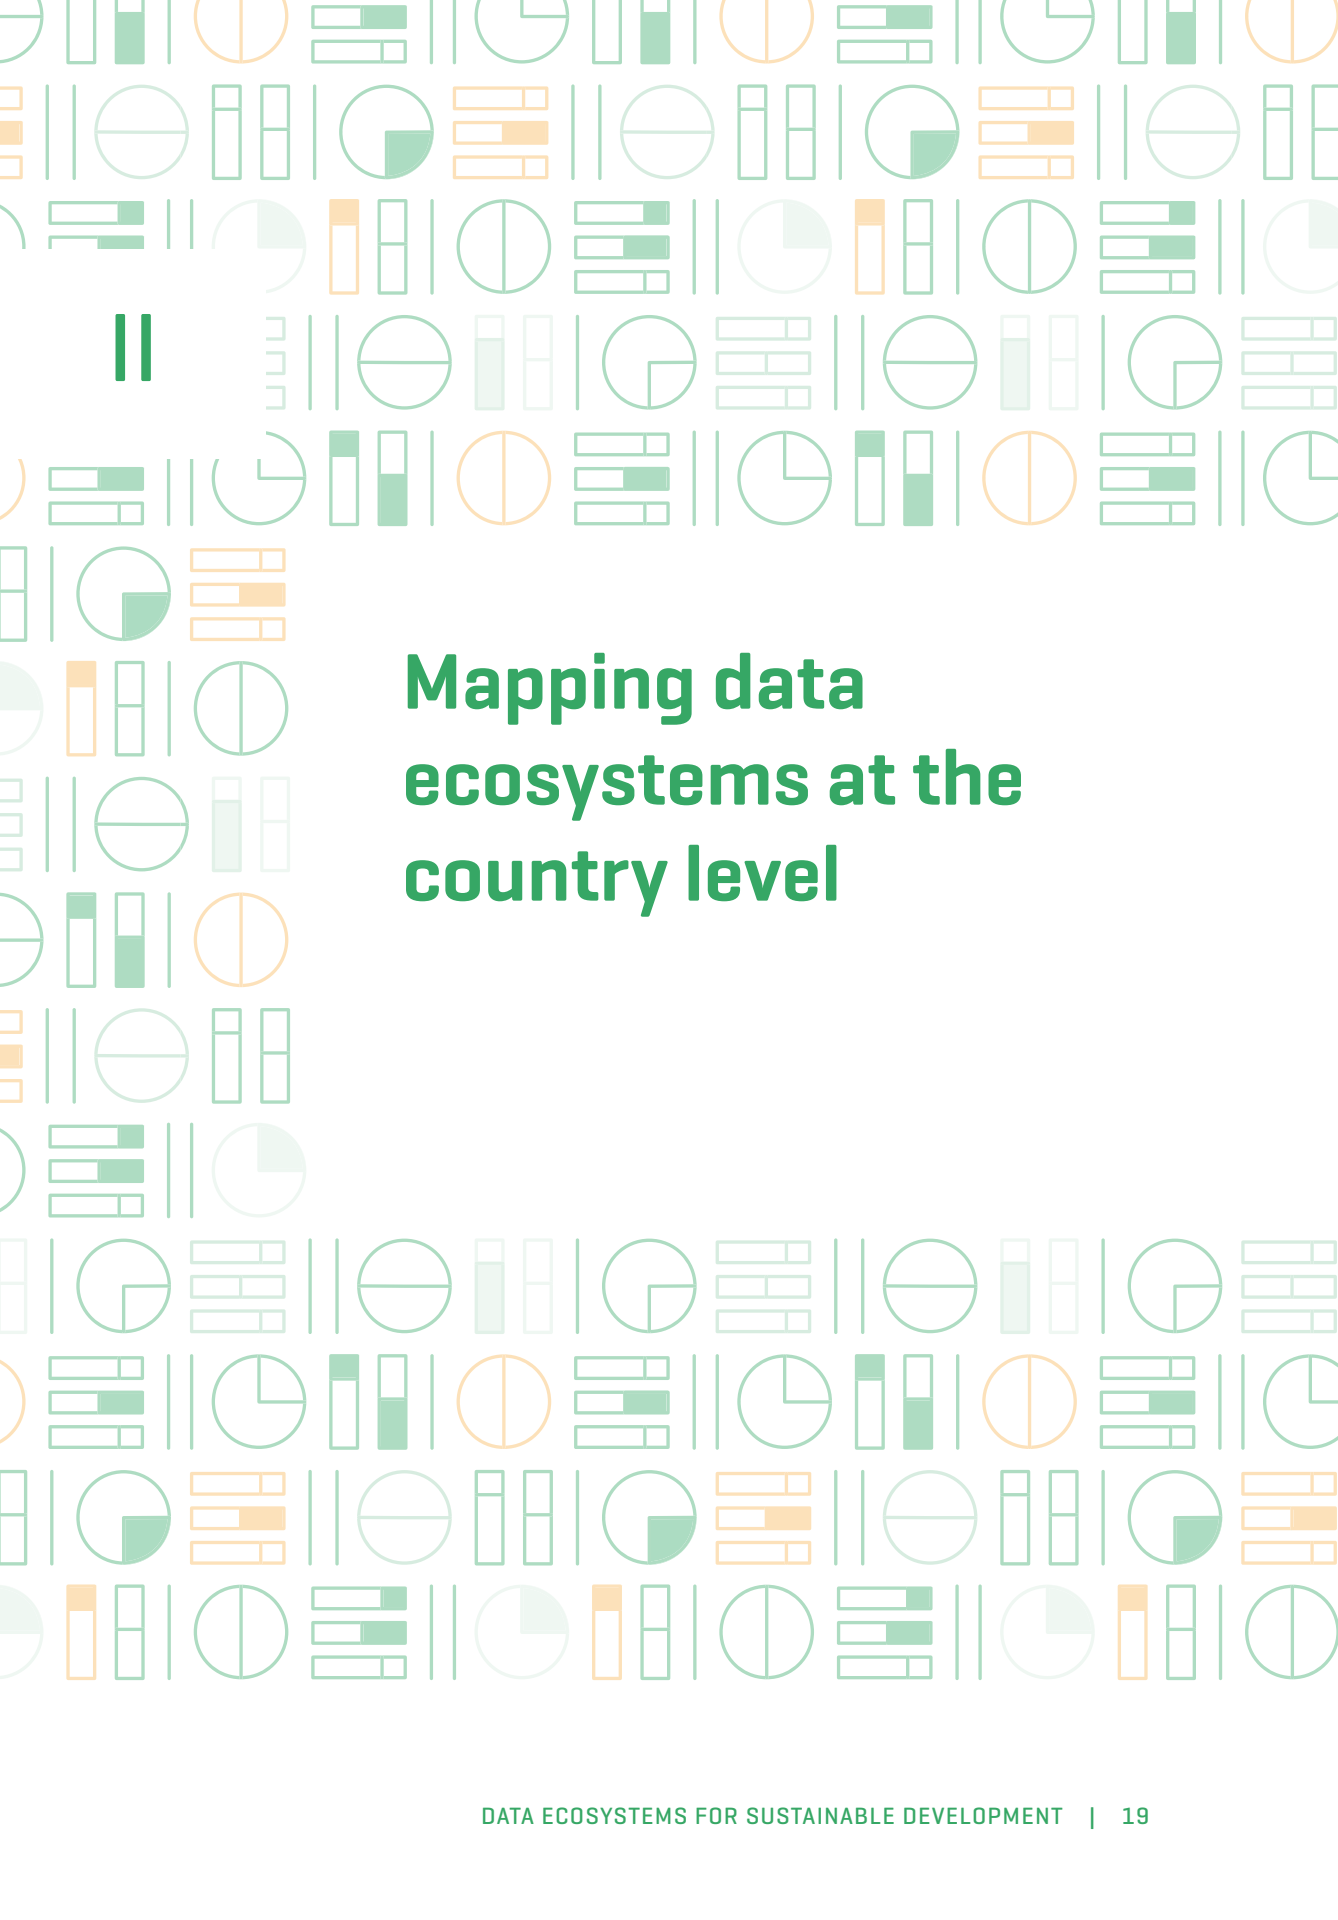 II
Mapping data
ecosystems at the
country level
DATA ECOSYSTEMS FOR SUSTAINABLE DEVELOPMENT | 19